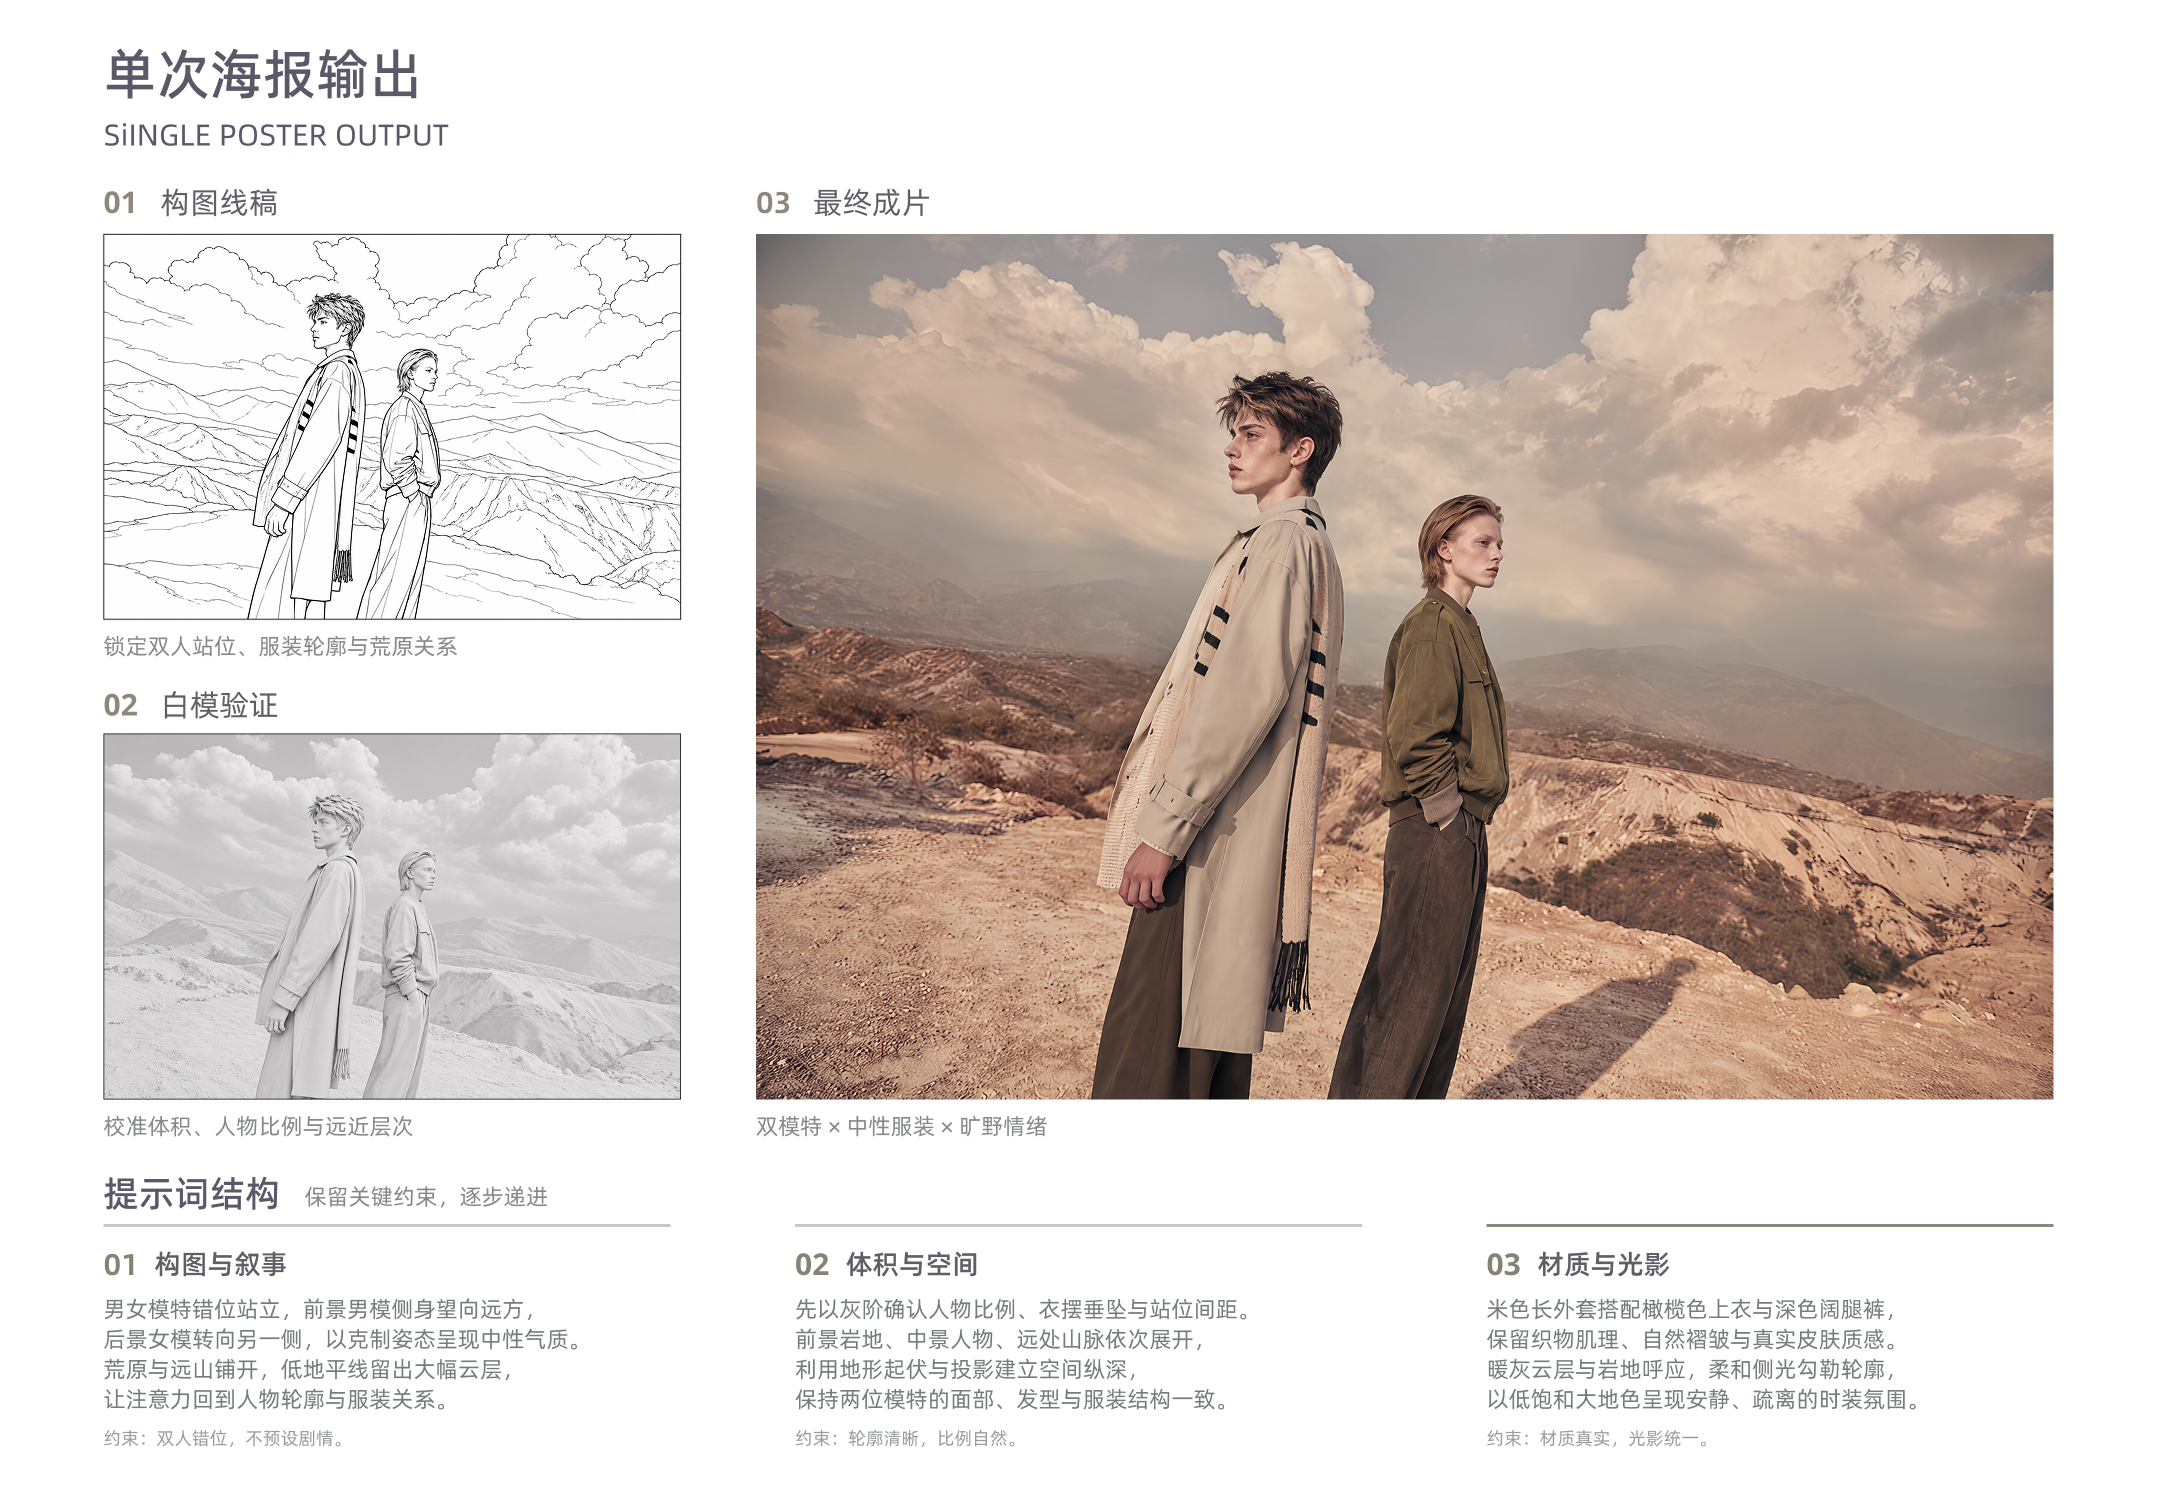 单次海报输出
SiINGLE POSTER OUTPUT
01 构图线稿
锁定双人站位、服装轮廓与荒原关系
02 白模验证
校准体积、人物比例与远近层次
03 最终成片
双模特 × 中性服装 × 旷野情绪
提示词结构 保留关键约束，逐步递进
01 构图与叙事
男女模特错位站立，前景男模侧身望向远方，
后景女模转向另一侧，以克制姿态呈现中性气质。
荒原与远山铺开，低地平线留出大幅云层，
让注意力回到人物轮廓与服装关系。
约束：双人错位，不预设剧情。
02 体积与空间
先以灰阶确认人物比例、衣摆垂坠与站位间距。
前景岩地、中景人物、远处山脉依次展开，
利用地形起伏与投影建立空间纵深，
保持两位模特的面部、发型与服装结构一致。
约束：轮廓清晰，比例自然。
03 材质与光影
米色长外套搭配橄榄色上衣与深色阔腿裤，
保留织物肌理、自然褶皱与真实皮肤质感。
暖灰云层与岩地呼应，柔和侧光勾勒轮廓，
以低饱和大地色呈现安静、疏离的时装氛围。
约束：材质真实，光影统一。